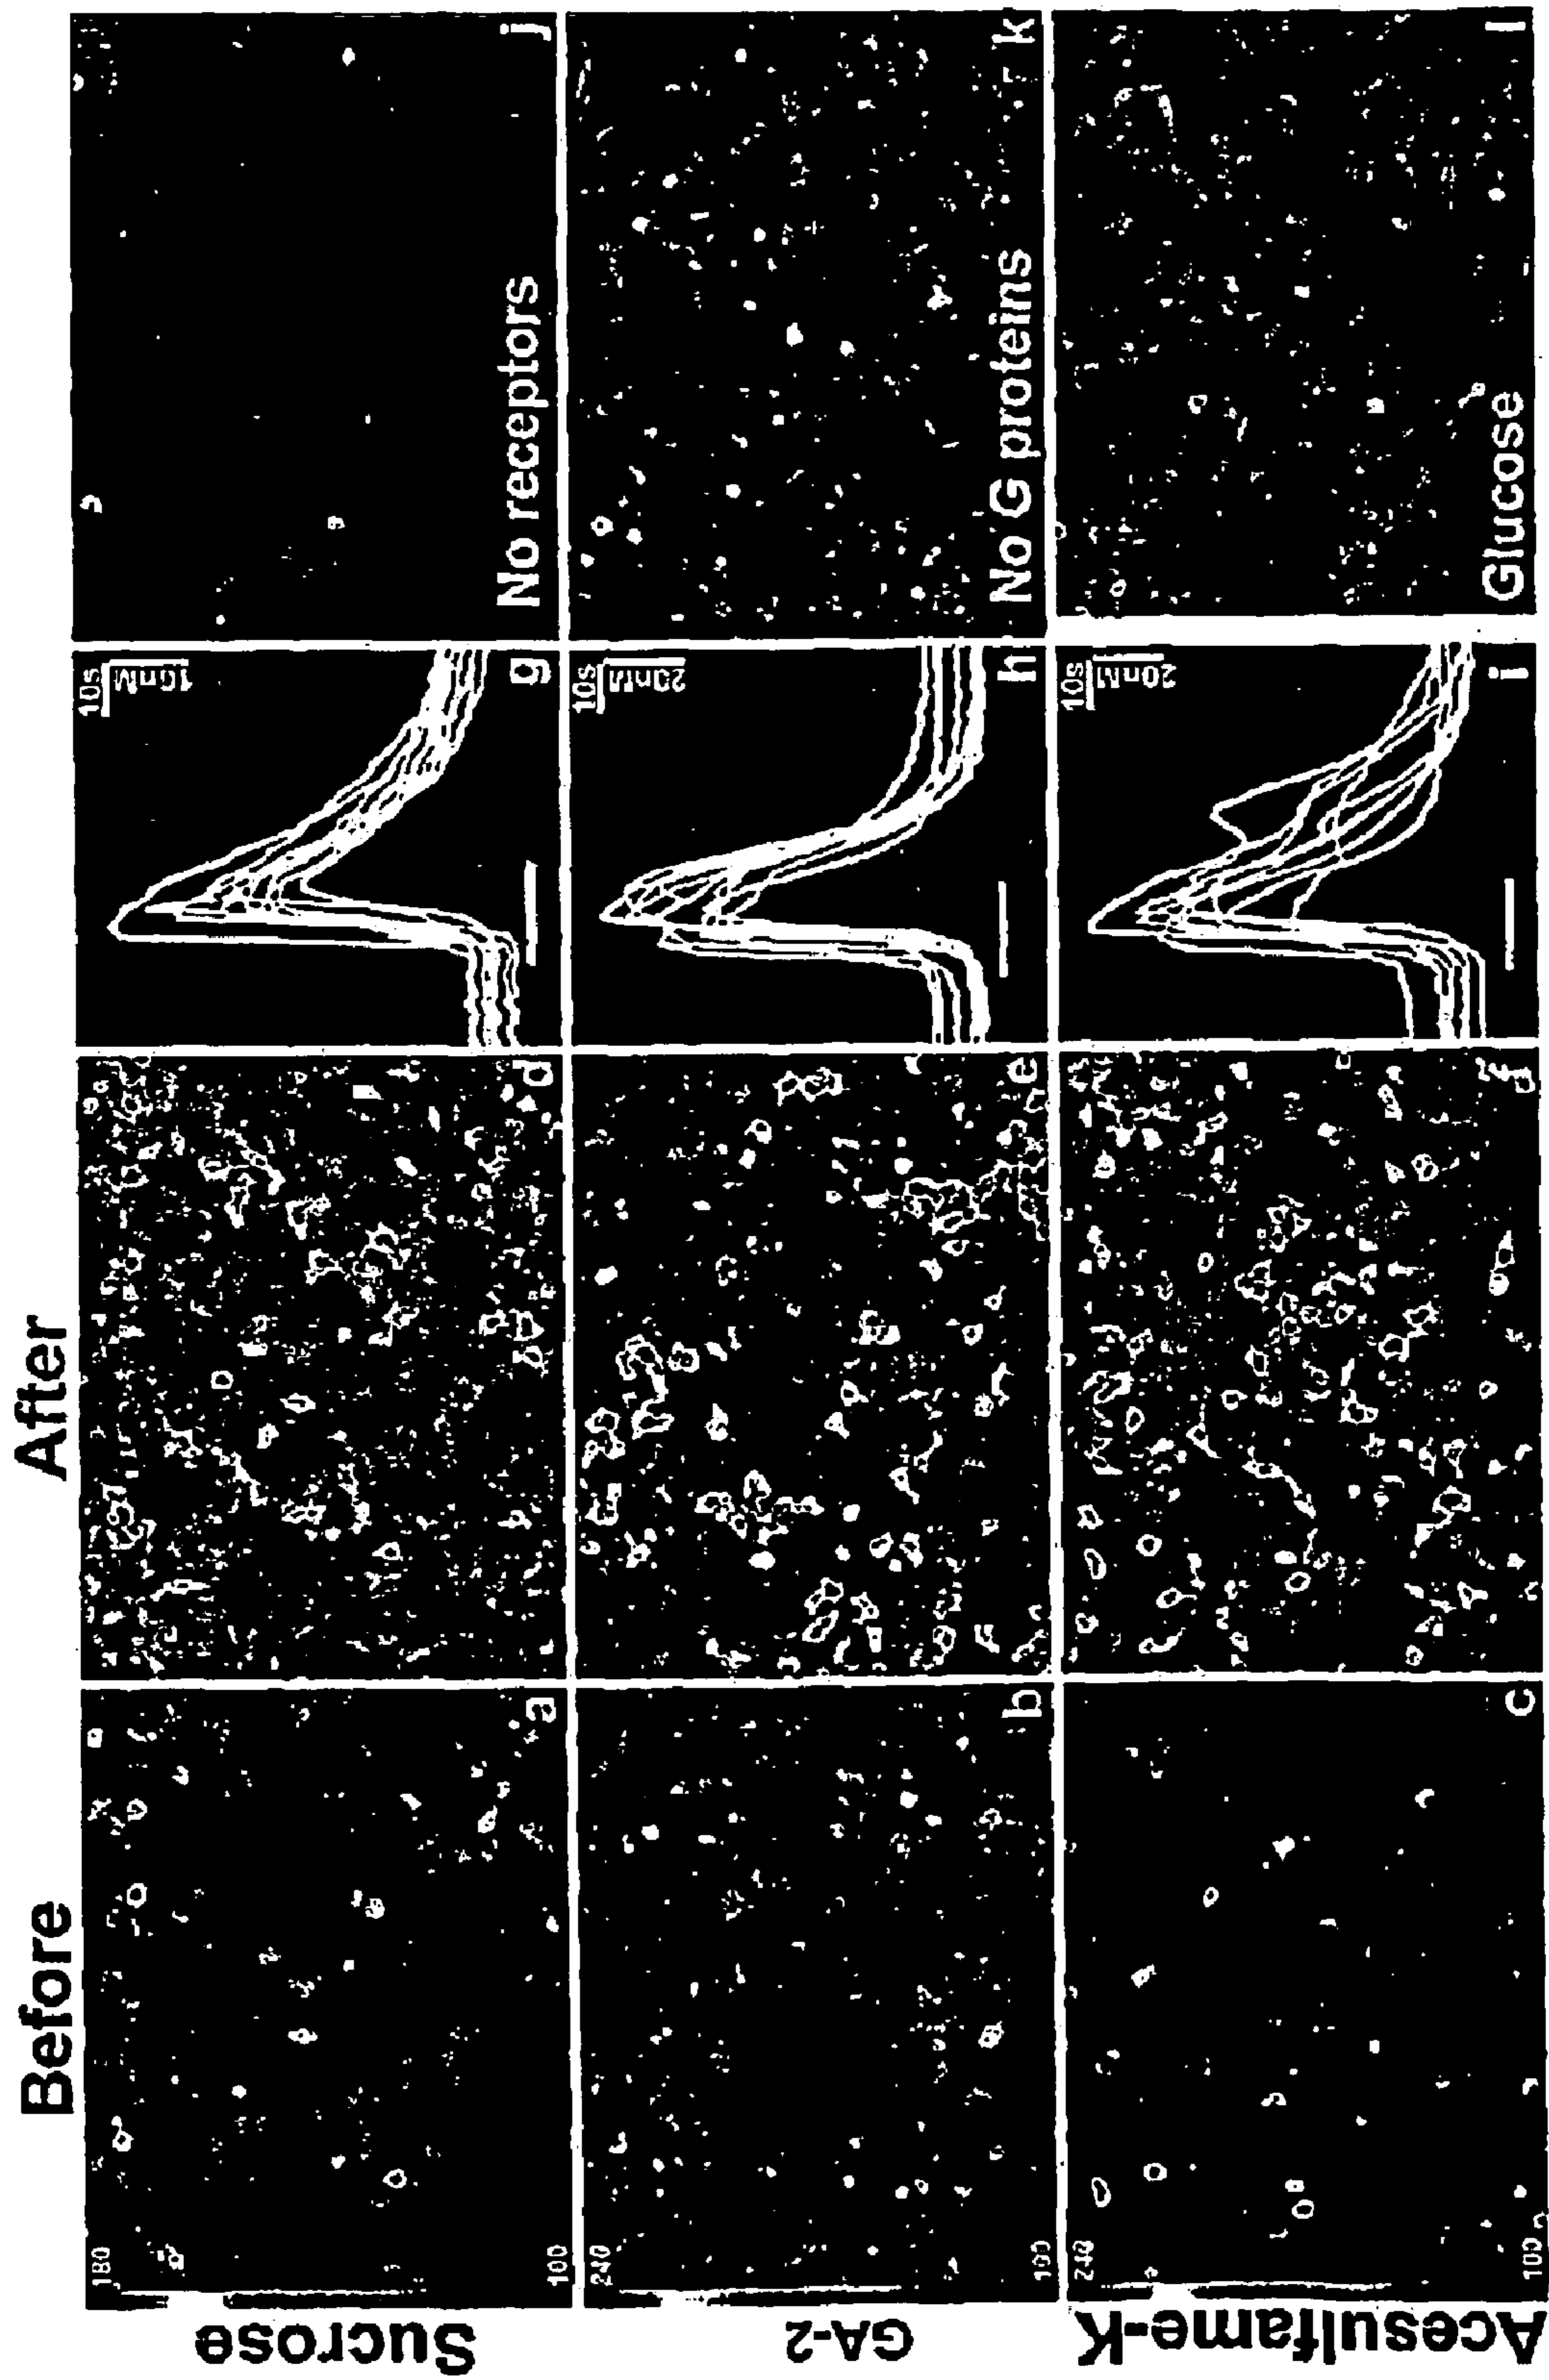 Before
After
Sucrose
180
100
a
d
10s
10nM
g
No receptors
j
GA-2
240
100
b
e
10s
20nM
h
No G proteins
k
Acesulfame-K
240
100
c
f
10s
20nM
i
Glucose
l